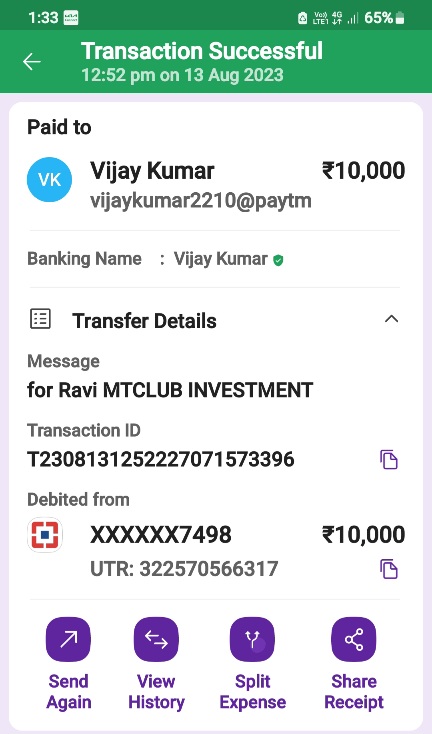 1:33 65%
Vo)) 4G
LTE1
Transaction Successful
12:52 pm on 13 Aug 2023
Paid to
VK Vijay Kumar ₹10,000
vijaykumar2210@paytm
Banking Name : Vijay Kumar
Transfer Details
Message
for Ravi MTCLUB INVESTMENT
Transaction ID
T2308131252227071573396
Debited from
XXXXXX7498 ₹10,000
UTR: 322570566317
Send View Split Share
Again History Expense Receipt